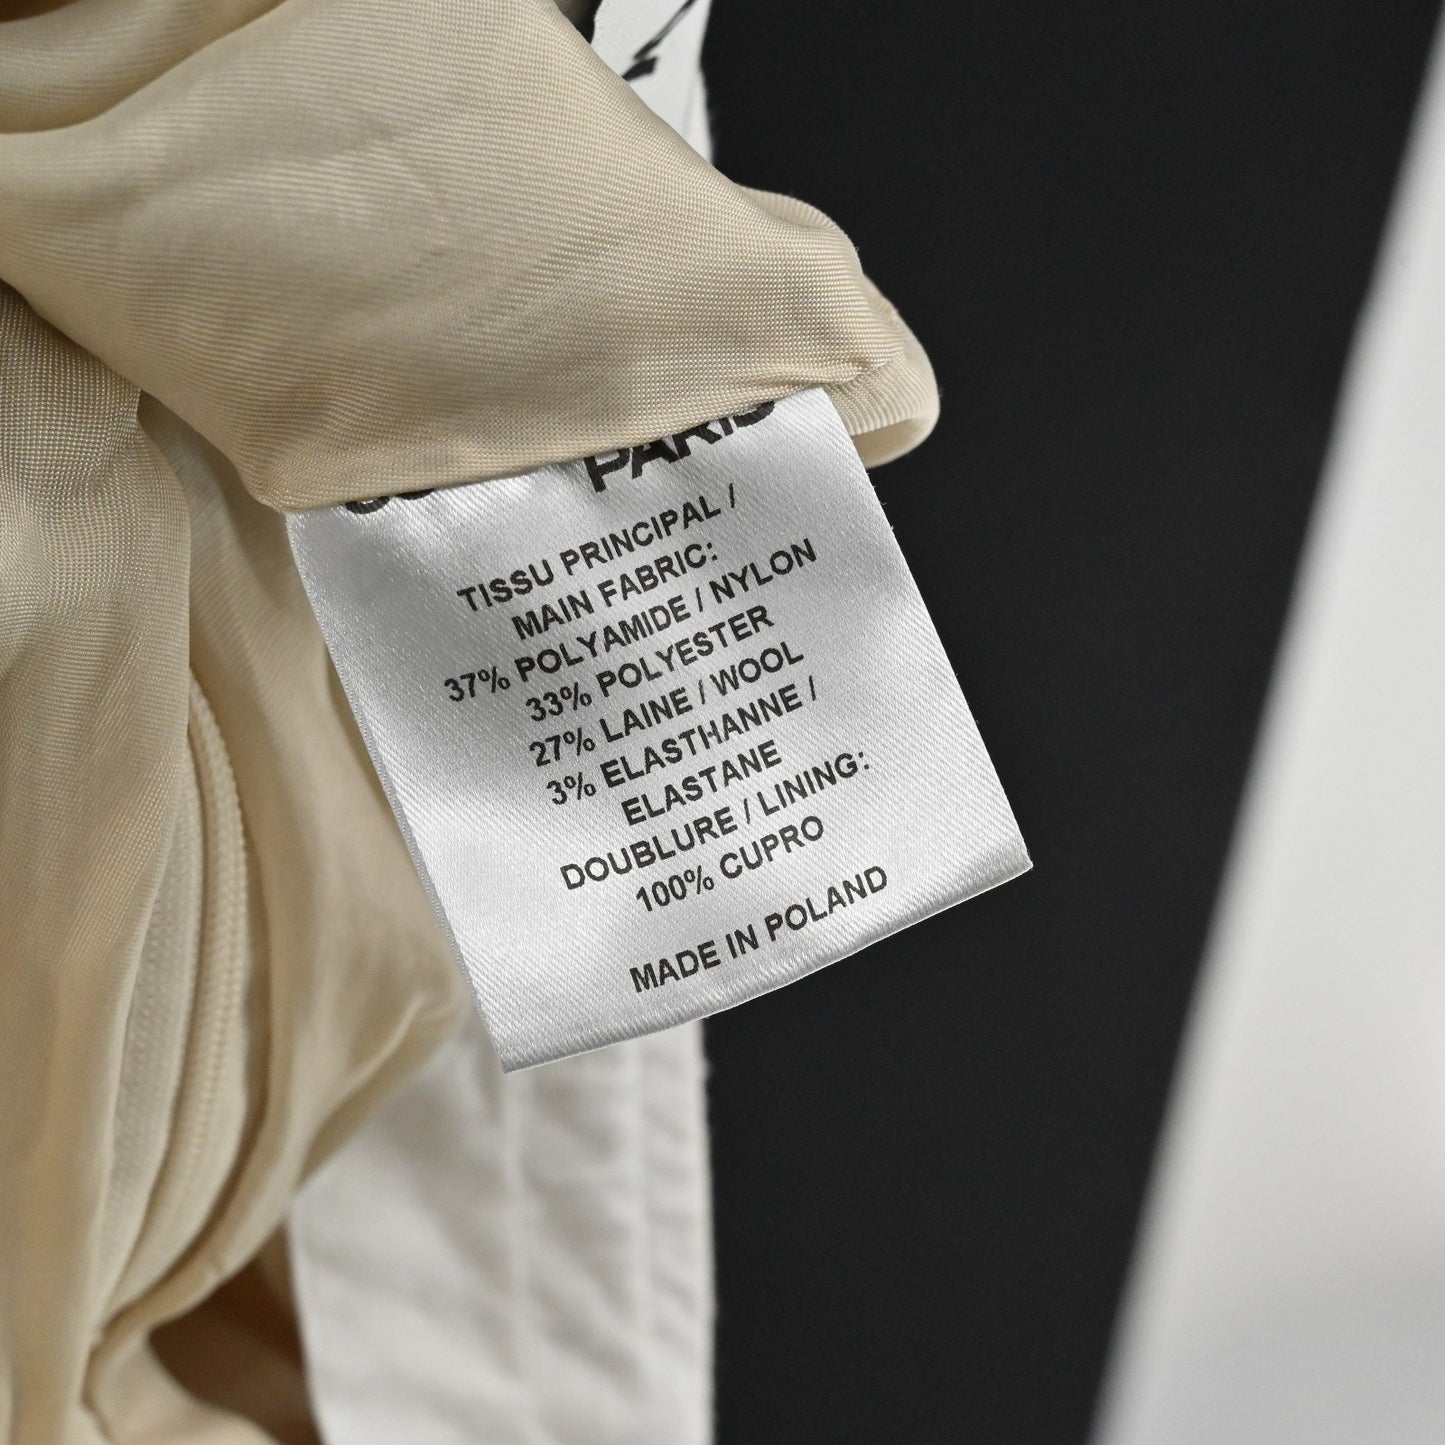 PARIS
TISSU PRINCIPAL /
MAIN FABRIC:
37% POLYAMIDE / NYLON
33% POLYESTER
27% LAINE / WOOL
3% ELASTHANNE /
ELASTANE
DOUBLURE / LINING:
100% CUPRO
MADE IN POLAND